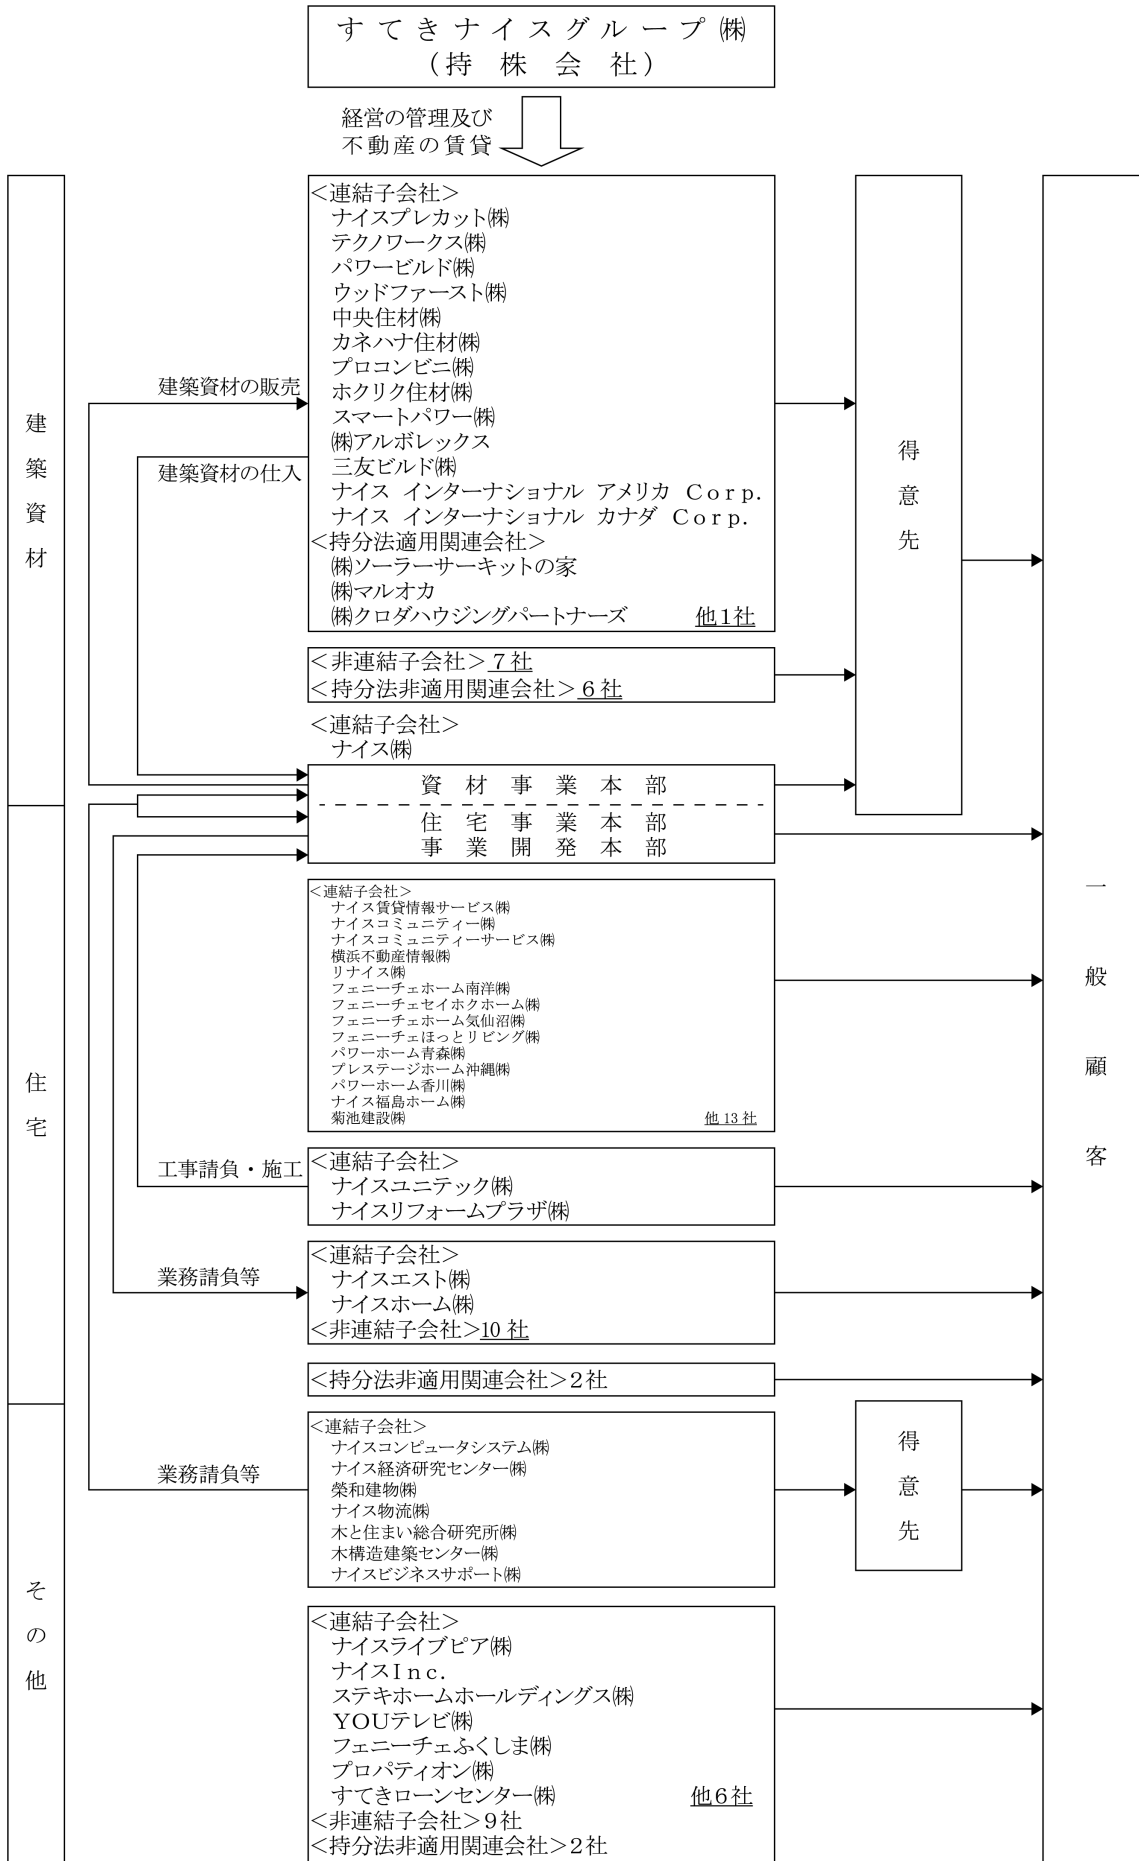 すてきナイスグループ㈱
（持株会社）
経営の管理及び
不動産の賃貸
建築資材
＜連結子会社＞
ナイスプレカット㈱
テクノワークス㈱
パワービルド㈱
ウッドファースト㈱
中央住材㈱
カネハナ住材㈱
プロコンビニ㈱
ホクリク住材㈱
スマートパワー㈱
㈱アルボレックス
三友ビルド㈱
ナイス インターナショナル アメリカ Corp.
ナイス インターナショナル カナダ Corp.
＜持分法適用関連会社＞
㈱ソーラーサーキットの家
㈱マルオカ
㈱クロダハウジングパートナーズ 他1社
建築資材の販売
建築資材の仕入
得意先
＜非連結子会社＞7社
＜持分法非適用関連会社＞6社
＜連結子会社＞
ナイス㈱
資材事業本部
住宅事業本部
事業開発本部
一般顧客
住宅
＜連結子会社＞
ナイス賃貸情報サービス㈱
ナイスコミュニティー㈱
ナイスコミュニティーサービス㈱
横浜不動産情報㈱
リナイス㈱
フェニーチェホーム南洋㈱
フェニーチェセイホクホーム㈱
フェニーチェホーム気仙沼㈱
フェニーチェほっとリビング㈱
パワーホーム青森㈱
プレステージホーム沖縄㈱
パワーホーム香川㈱
ナイス福島ホーム㈱
菊池建設㈱ 他13社
工事請負・施工
＜連結子会社＞
ナイスユニテック㈱
ナイスリフォームプラザ㈱
業務請負等
＜連結子会社＞
ナイスエスト㈱
ナイスホーム㈱
＜非連結子会社＞10社
＜持分法非適用関連会社＞2社
その他
業務請負等
＜連結子会社＞
ナイスコンピュータシステム㈱
ナイス経済研究センター㈱
榮和建物㈱
ナイス物流㈱
木と住まい総合研究所㈱
木構造建築センター㈱
ナイスビジネスサポート㈱
得意先
＜連結子会社＞
ナイスライブピア㈱
ナイスInc.
ステキホームホールディングス㈱
YOUテレビ㈱
フェニーチェふくしま㈱
プロパティオン㈱
すてきローンセンター㈱ 他6社
＜非連結子会社＞9社
＜持分法非適用関連会社＞2社